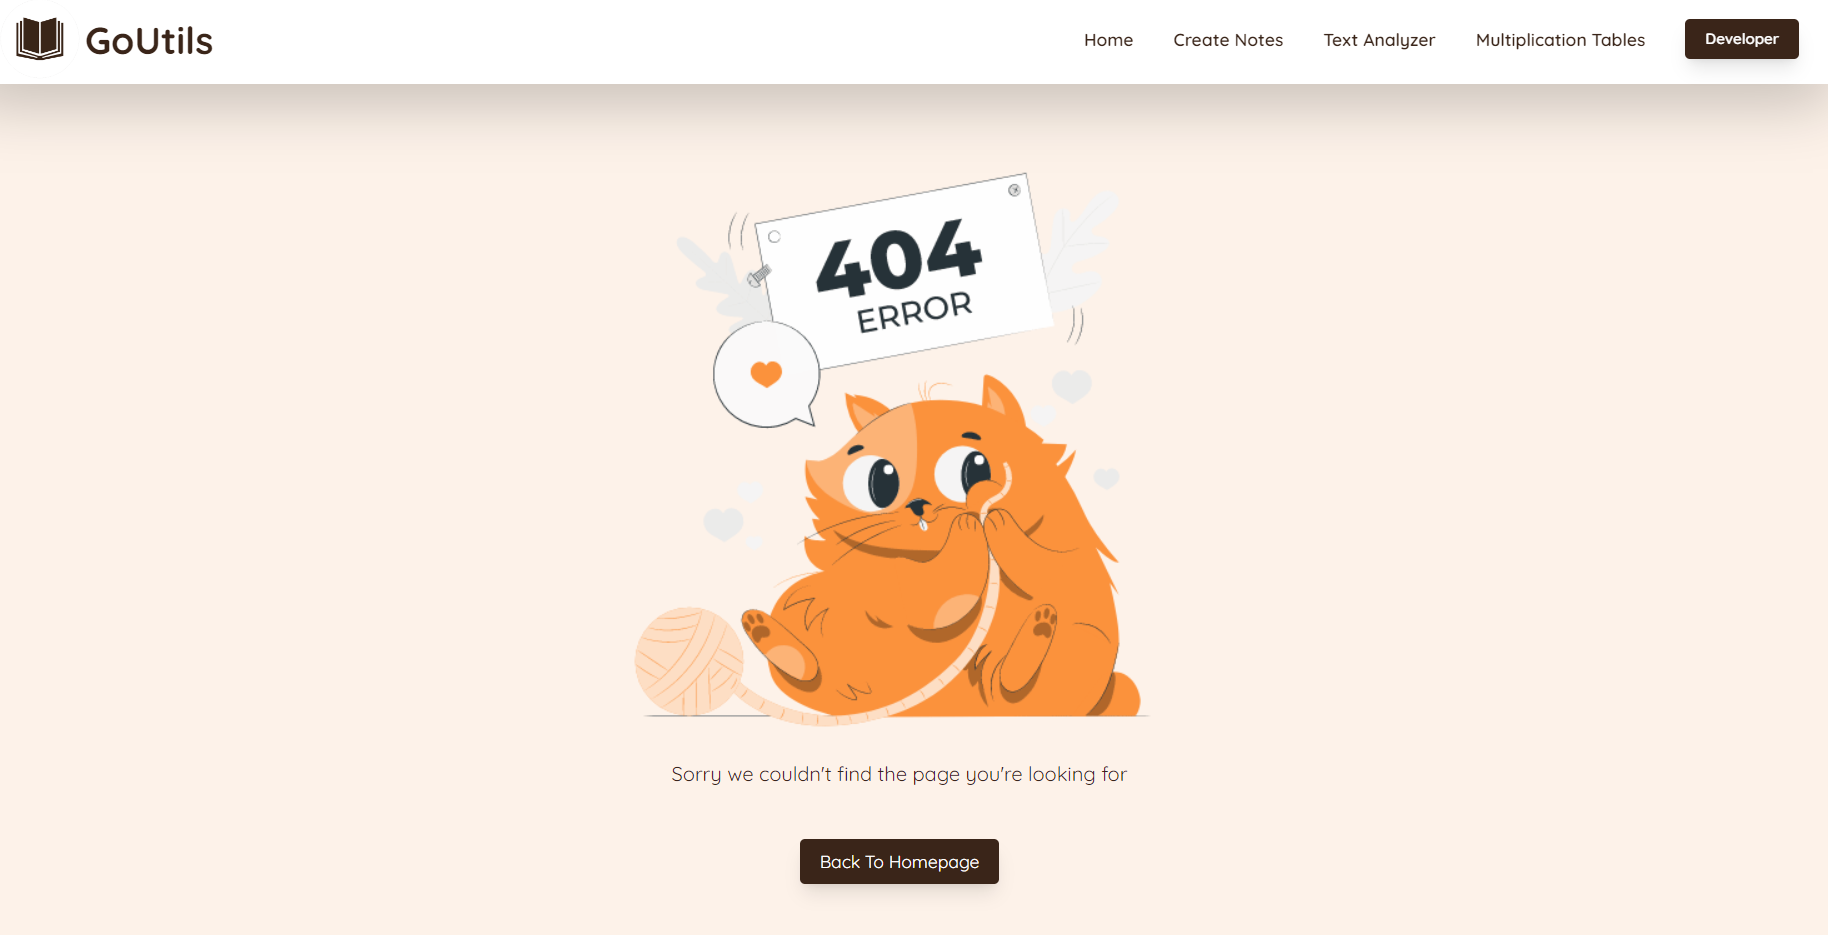 GoUtils
Home
Create Notes
Text Analyzer
Multiplication Tables
Developer
404
ERROR
Sorry we couldn't find the page you're looking for
Back To Homepage